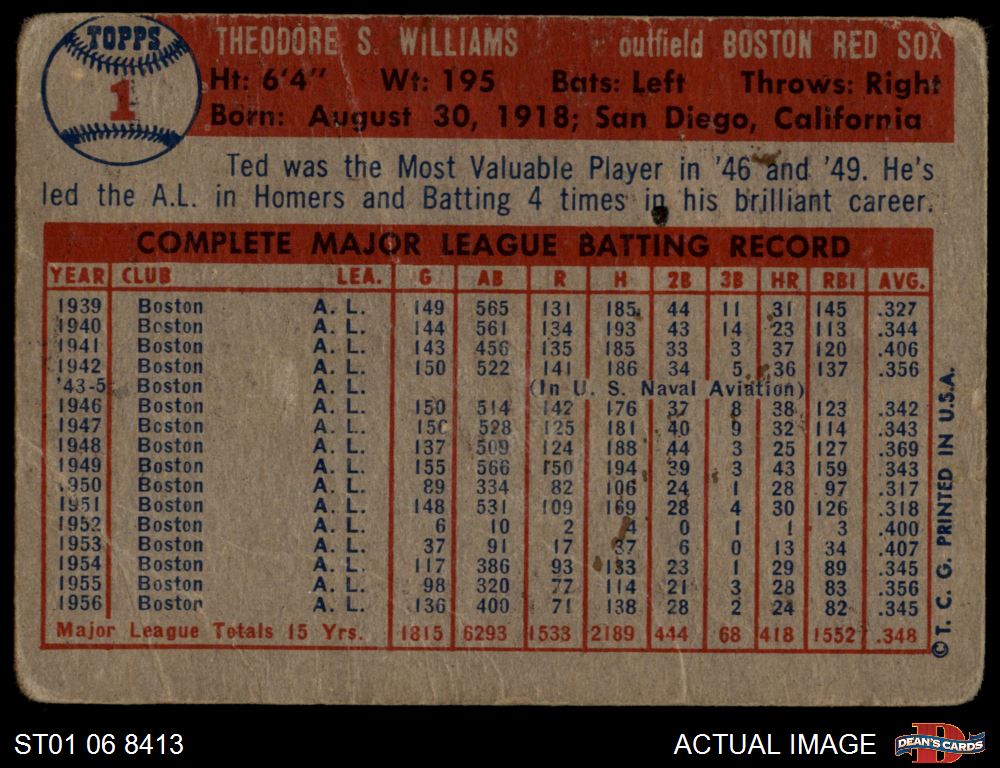 TOPPS
1
THEODORE S. WILLIAMS outfield BOSTON RED SOX
Ht: 6'4" Wt: 195 Bats: Left Throws: Right
Born: August 30, 1918; San Diego, California
Ted was the Most Valuable Player in '46 and '49. He's
led the A.L. in Homers and Batting 4 times in his brilliant career.
COMPLETE MAJOR LEAGUE BATTING RECORD
YEAR CLUB LEA. G AB R H 2B 3B HR RBI AVG.
1939 Boston A. L. 149 565 131 185 44 11 31 145 .327
1940 Boston A. L. 144 561 134 193 43 14 23 113 .344
1941 Boston A. L. 143 456 135 185 33 3 37 120 .406
1942 Boston A. L. 150 522 141 186 34 5 36 137 .356
'43-5 Boston A. L. (In U. S. Naval Aviation)
1946 Boston A. L. 150 514 142 176 37 8 38 123 .342
1947 Boston A. L. 150 528 125 181 40 9 32 114 .343
1948 Boston A. L. 137 509 124 188 44 3 25 127 .369
1949 Boston A. L. 155 566 150 194 39 3 43 159 .343
1950 Boston A. L. 89 334 82 106 24 1 28 97 .317
1951 Boston A. L. 148 531 109 169 28 4 30 126 .318
1952 Boston A. L. 6 10 2 4 0 1 1 3 .400
1953 Boston A. L. 37 91 17 37 6 0 13 34 .407
1954 Boston A. L. 117 386 93 133 23 1 29 89 .345
1955 Boston A. L. 98 320 77 114 21 3 28 83 .356
1956 Boston A. L. 136 400 71 138 28 2 24 82 .345
Major League Totals 15 Yrs. 1815 6293 1533 2189 444 68 418 1552 .348
© T. C. G. PRINTED IN U.S.A.
ST01 06 8413
ACTUAL IMAGE
D
DEAN'S CARDS